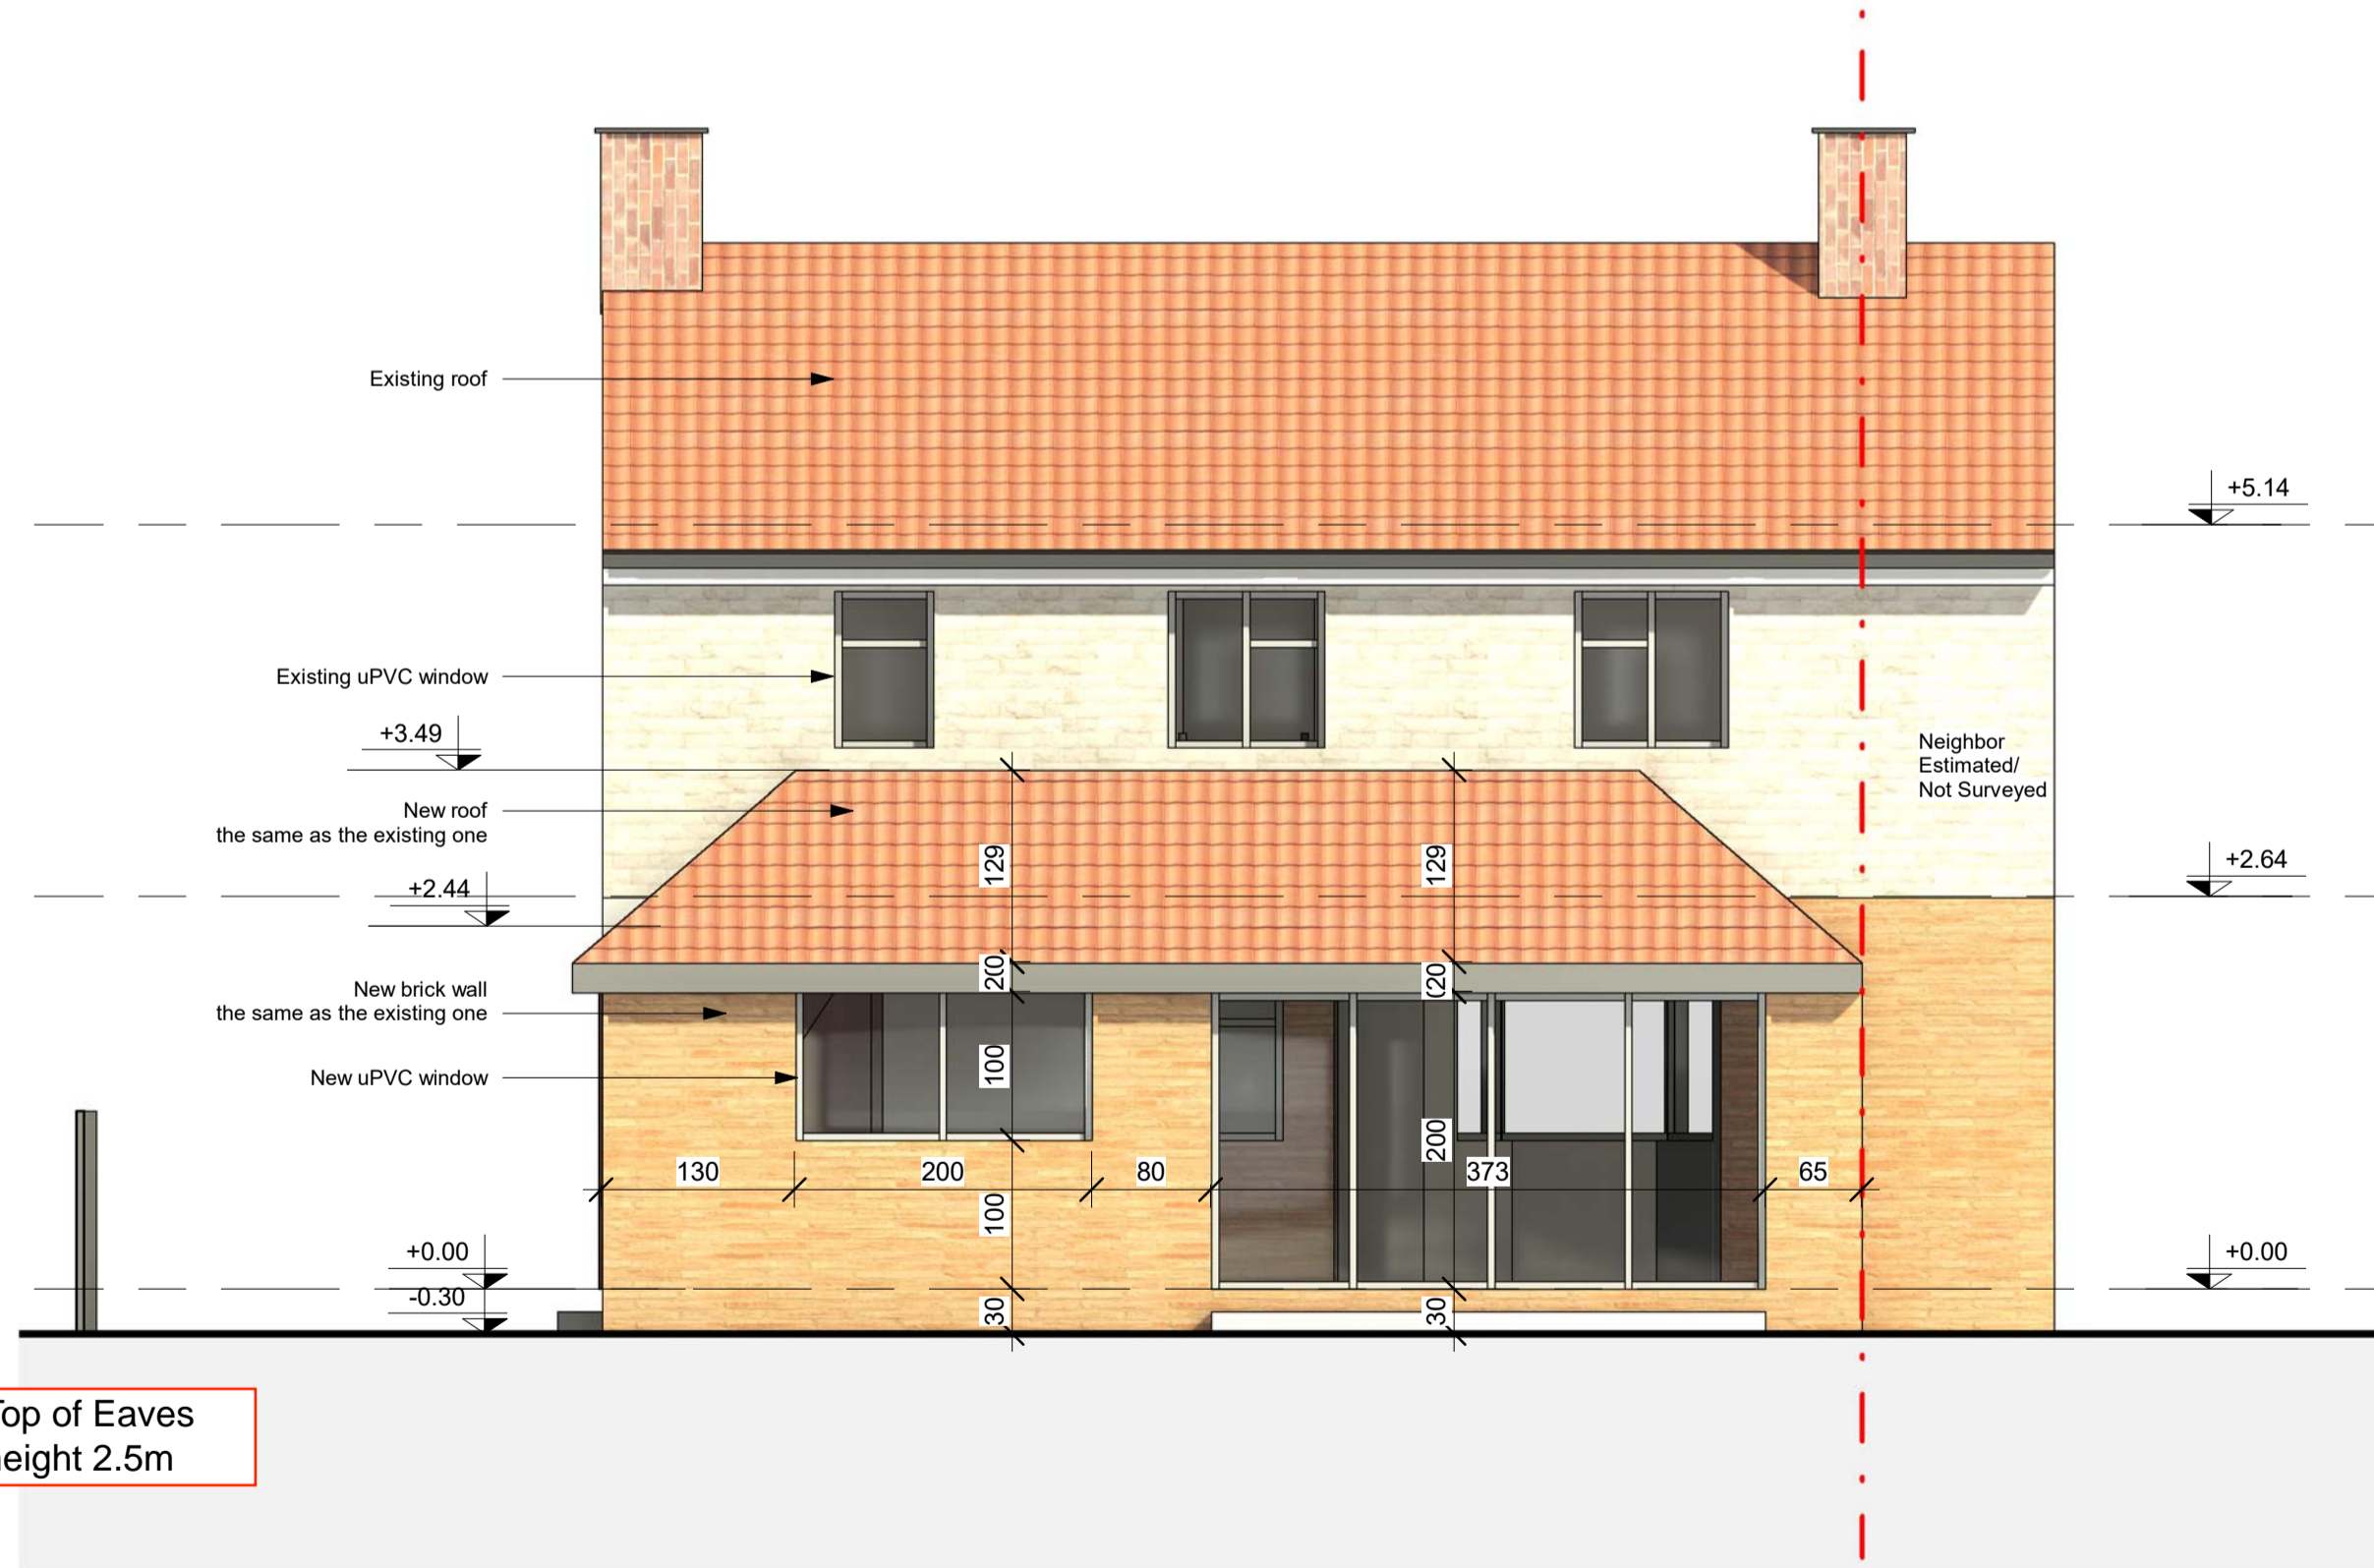 Existing roof
+5.14
Existing uPVC window
+3.49
Neighbor
Estimated/
Not Surveyed
New roof
the same as the existing one
129
129
+2.64
+2.44
20
20
New brick wall
the same as the existing one
New uPVC window
100
200
130
200
80
373
65
100
+0.00
+0.00
-0.30
30
30
of Eaves
2.5m